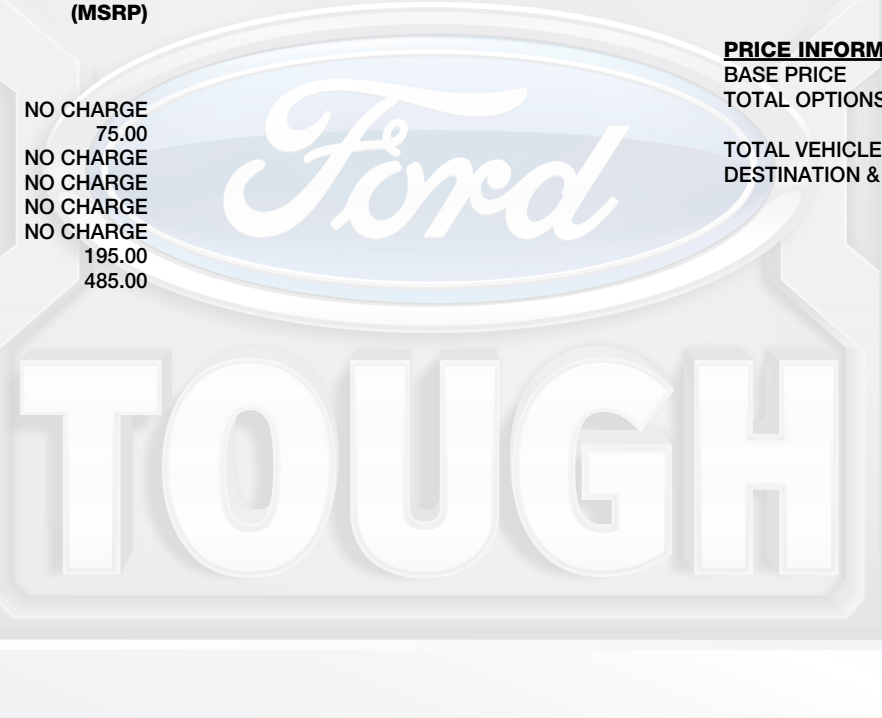 (MSRP)
NO CHARGE
75.00
NO CHARGE
NO CHARGE
NO CHARGE
NO CHARGE
195.00
485.00
PRICE INFORM
BASE PRICE
TOTAL OPTIONS
TOTAL VEHICLE
DESTINATION &
Ford
TOUGH